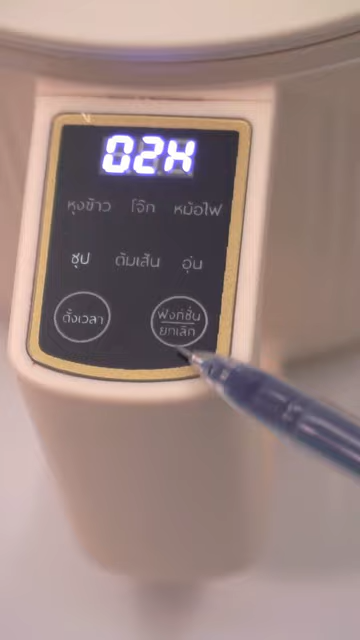 02H
หุงข้าว โจ๊ก หม้อไฟ
ซุป ต้มเส้น อุ่น
ตั้งเวลา ฟังก์ชั่น
ยกเลิก